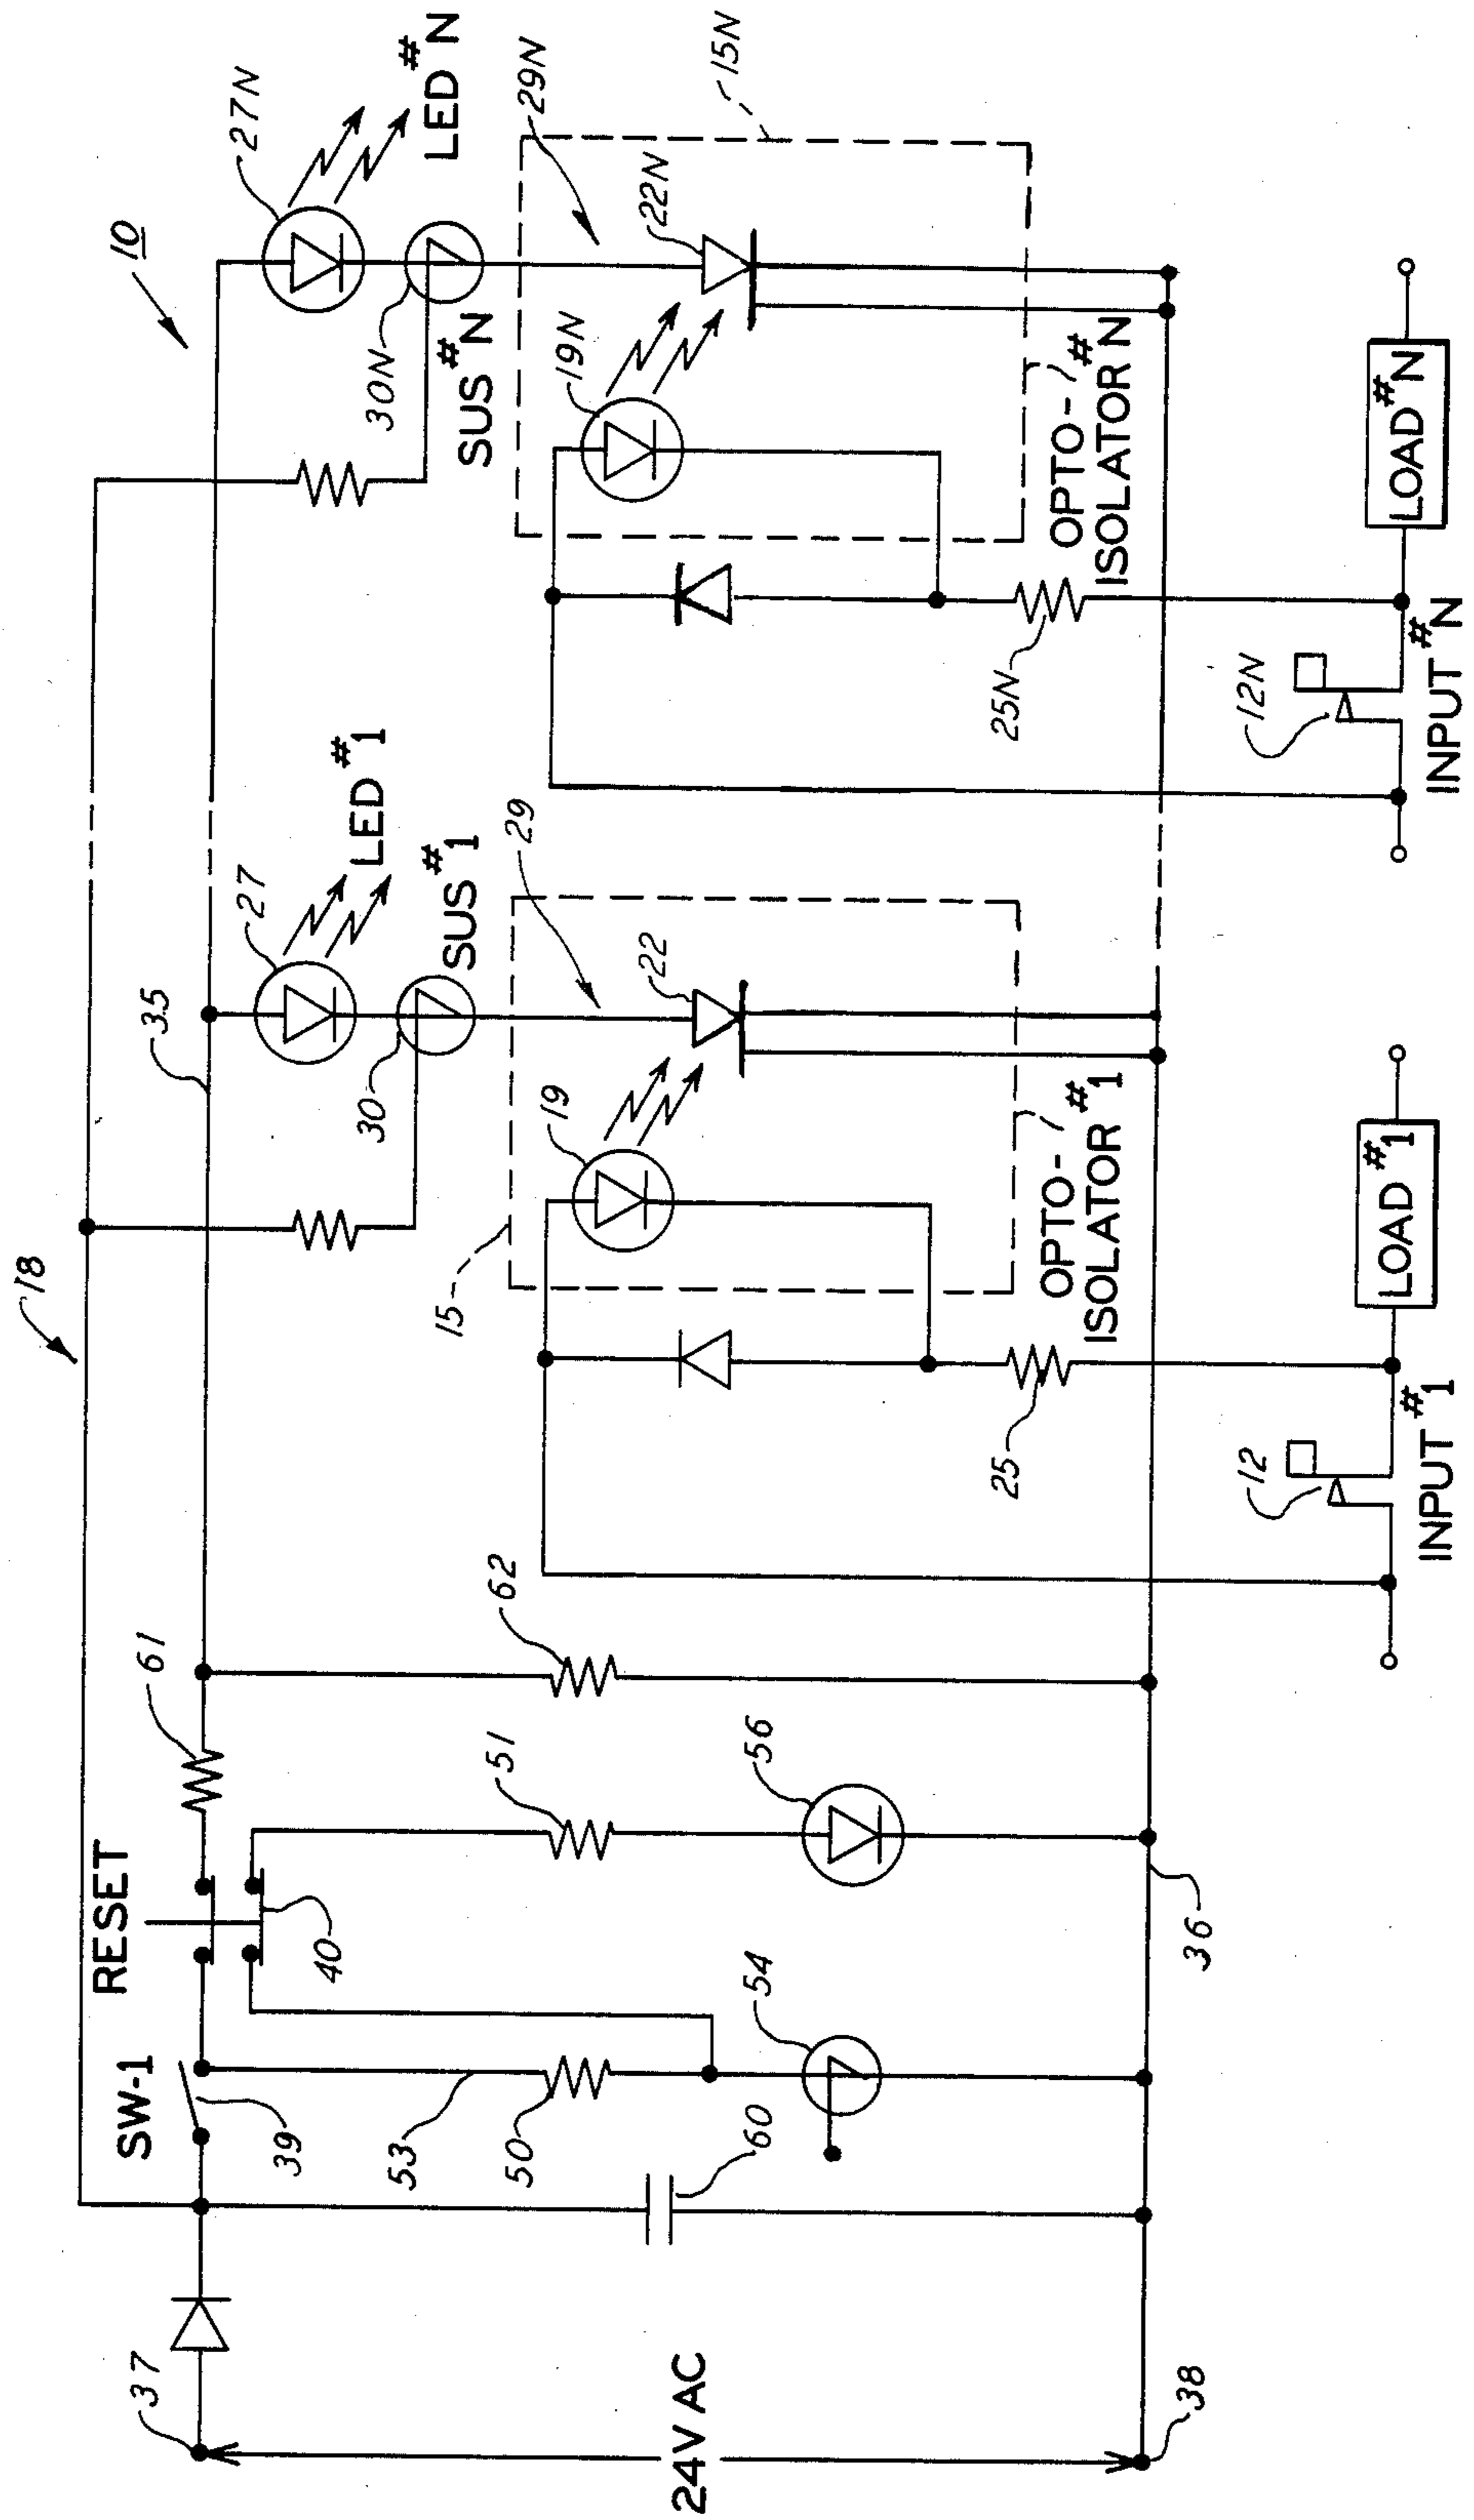 10
18
LED #N
27N
SUS #N
30N
29N
15N
22N
19N
OPTO-
ISOLATOR #N
25N
LOAD #N
12N
INPUT #N
35
LED #1
27
SUS #1
30
29
15
22
19
OPTO-
ISOLATOR #1
25
LOAD #1
12
INPUT #1
RESET
SW-1
61
62
51
56
40
39
53
50
54
60
36
37
24V AC
38